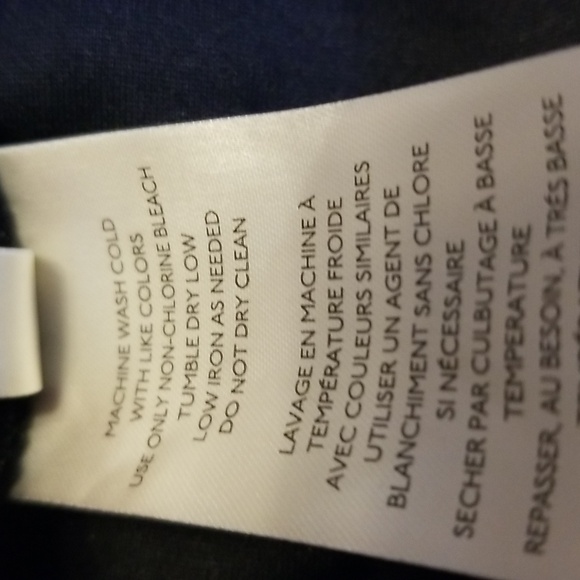 MACHINE WASH COLD
WITH LIKE COLORS
USE ONLY NON-CHLORINE BLEACH
TUMBLE DRY LOW
LOW IRON AS NEEDED
DO NOT DRY CLEAN
LAVAGE EN MACHINE À
TEMPÉRATURE FROIDE
AVEC COULEURS SIMILAIRES
UTILISER UN AGENT DE
BLANCHIMENT SANS CHLORE
SI NÉCESSAIRE
SECHER PAR CULBUTAGE À BASSE
TEMPERATURE
REPASSER, AU BESOIN, À TRÉS BASSE